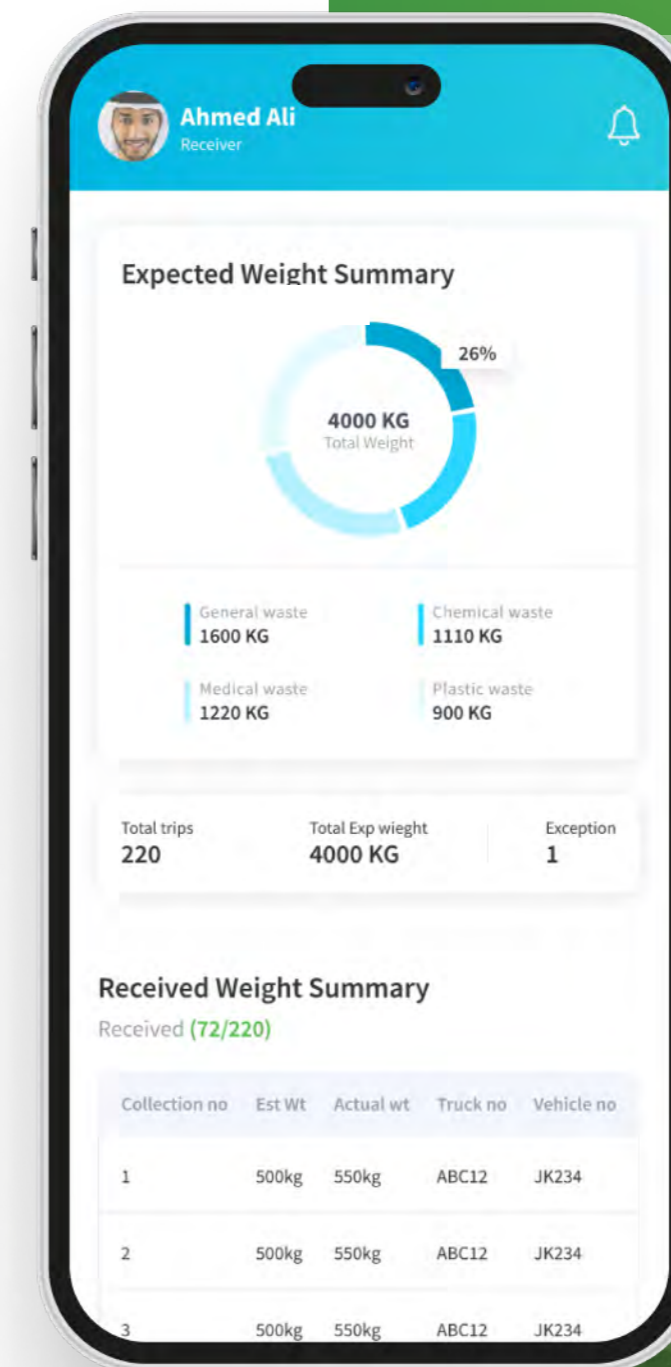 Ahmed Ali
Receiver
Expected Weight Summary
26%
4000 KG
Total Weight
General waste
1600 KG
Chemical waste
1110 KG
Medical waste
1220 KG
Plastic waste
900 KG
Total trips
220
Total Exp wieght
4000 KG
Exception
1
Received Weight Summary
Received (72/220)
Collection no Est Wt Actual wt Truck no Vehicle no
1 500kg 550kg ABC12 JK234
2 500kg 550kg ABC12 JK234
3 500kg 550kg ABC12 JK234